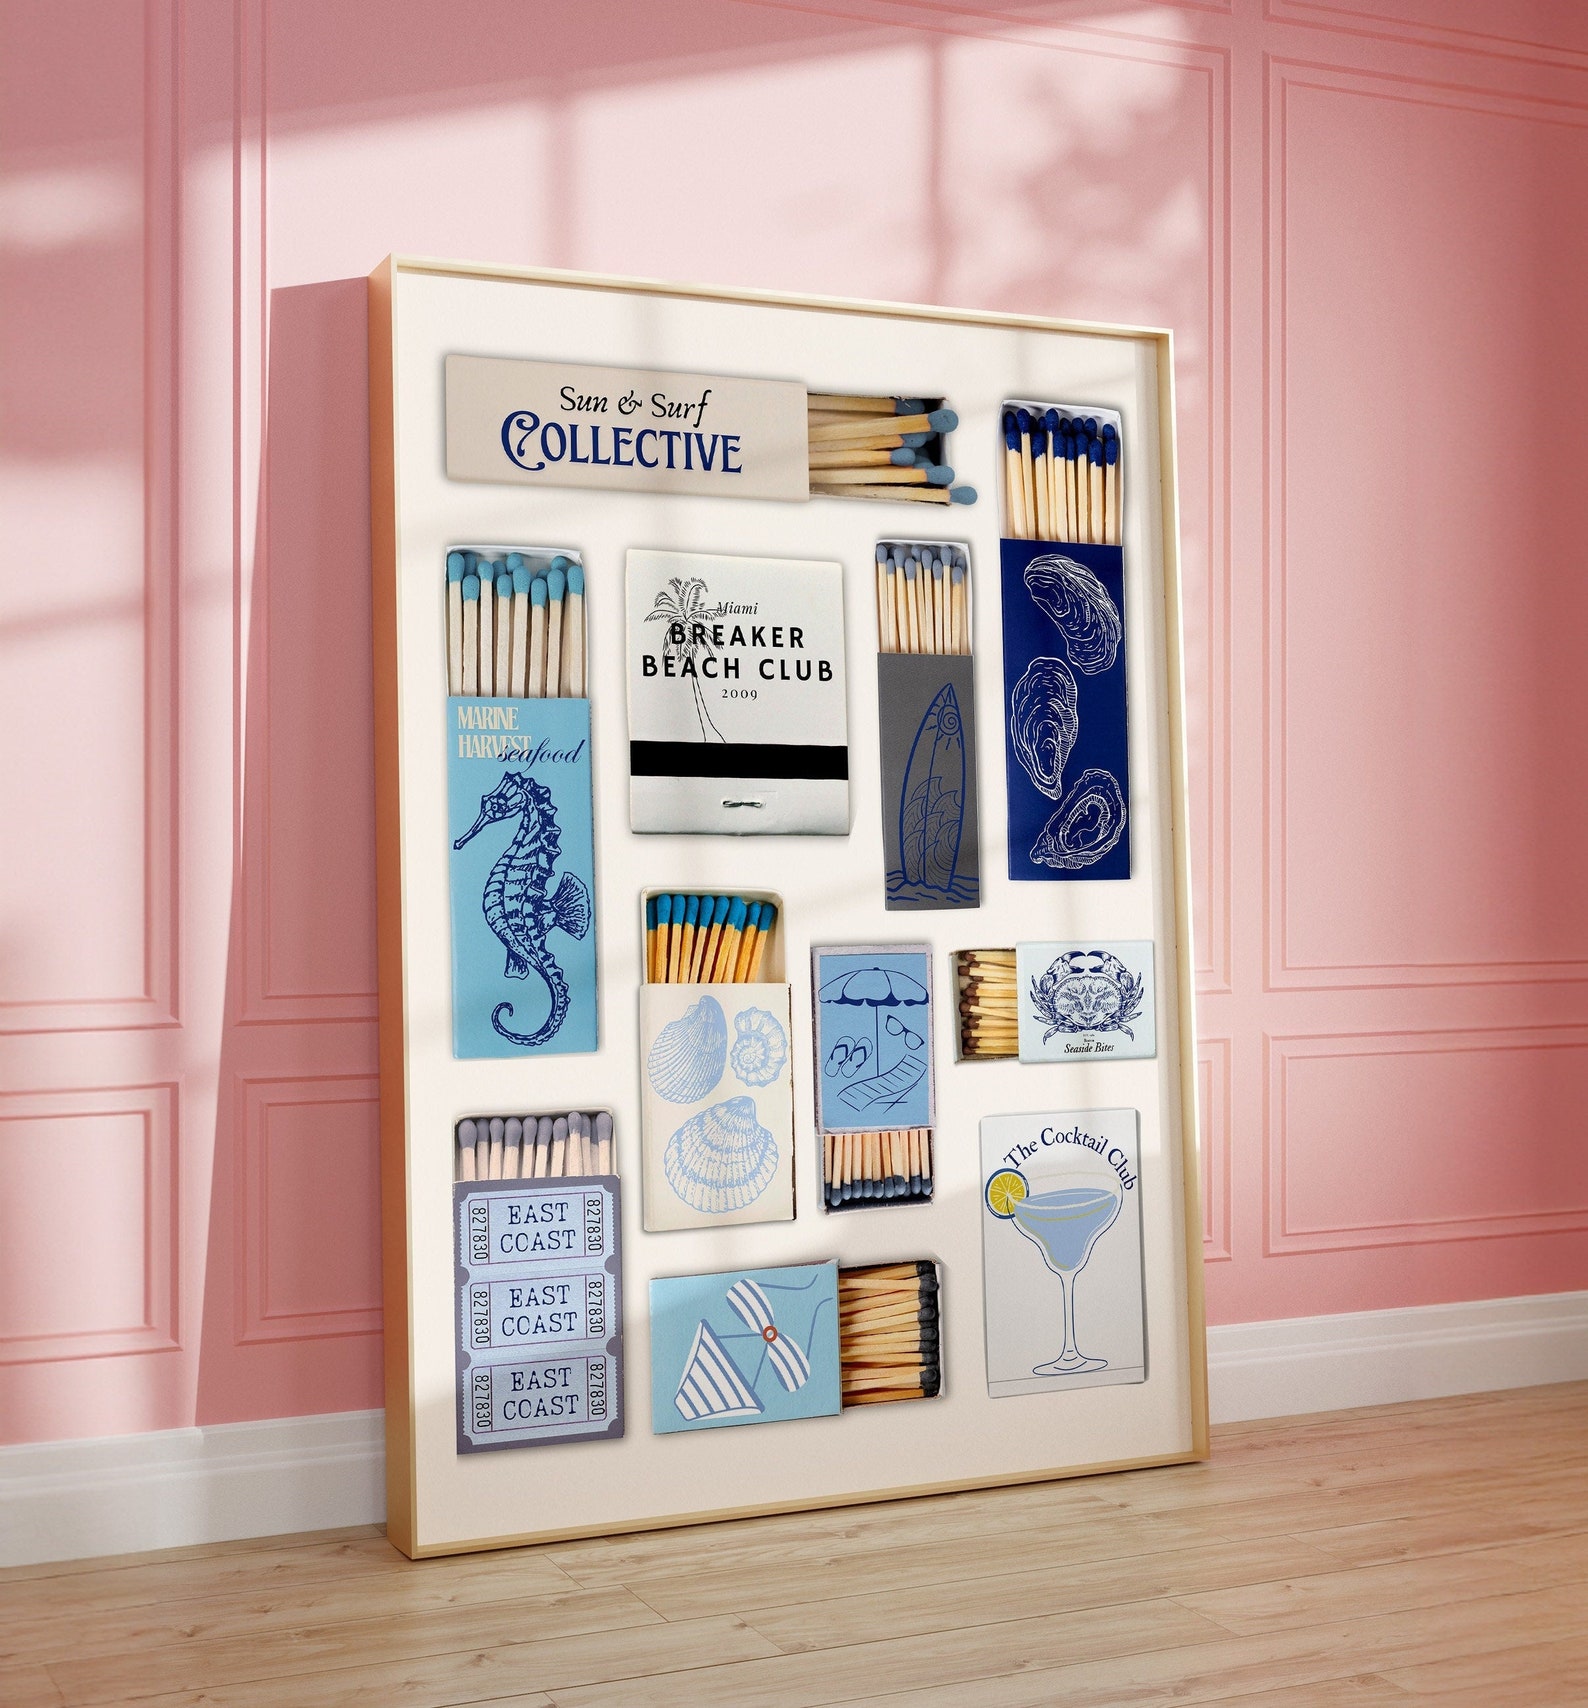 Sun & Surf
COLLECTIVE
Miami
BREAKER
BEACH CLUB
2009
MARINE
HARVEST
seafood
Seaside Bites
The Cocktail Club
827830
EAST
COAST
827830
827830
EAST
COAST
827830
827830
EAST
COAST
827830